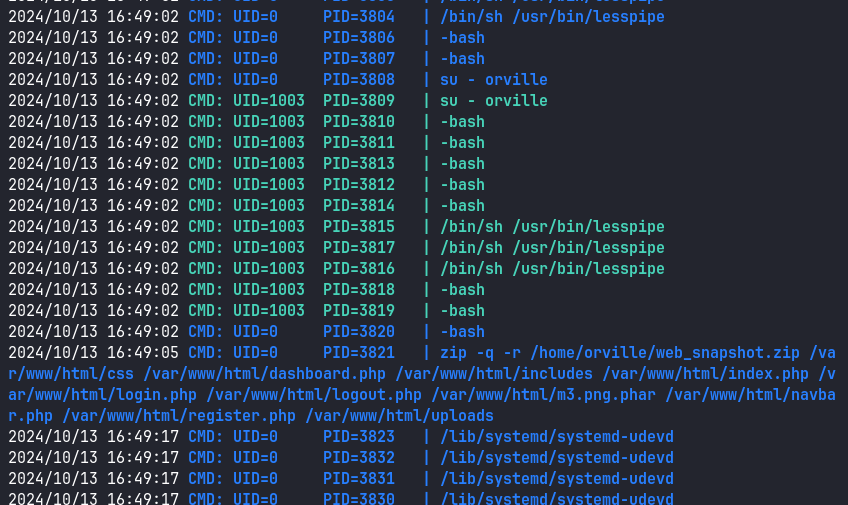 2024/10/13 16:49:02 CMD: UID=0     PID=3804   | /bin/sh /usr/bin/lesspipe
2024/10/13 16:49:02 CMD: UID=0     PID=3806   | -bash
2024/10/13 16:49:02 CMD: UID=0     PID=3807   | -bash
2024/10/13 16:49:02 CMD: UID=0     PID=3808   | su - orville
2024/10/13 16:49:02 CMD: UID=1003  PID=3809   | su - orville
2024/10/13 16:49:02 CMD: UID=1003  PID=3810   | -bash
2024/10/13 16:49:02 CMD: UID=1003  PID=3811   | -bash
2024/10/13 16:49:02 CMD: UID=1003  PID=3813   | -bash
2024/10/13 16:49:02 CMD: UID=1003  PID=3812   | -bash
2024/10/13 16:49:02 CMD: UID=1003  PID=3814   | -bash
2024/10/13 16:49:02 CMD: UID=1003  PID=3815   | /bin/sh /usr/bin/lesspipe
2024/10/13 16:49:02 CMD: UID=1003  PID=3817   | /bin/sh /usr/bin/lesspipe
2024/10/13 16:49:02 CMD: UID=1003  PID=3816   | /bin/sh /usr/bin/lesspipe
2024/10/13 16:49:02 CMD: UID=1003  PID=3818   | -bash
2024/10/13 16:49:02 CMD: UID=1003  PID=3819   | -bash
2024/10/13 16:49:02 CMD: UID=0     PID=3820   | -bash
2024/10/13 16:49:05 CMD: UID=0     PID=3821   | zip -q -r /home/orville/web_snapshot.zip /va
r/www/html/css /var/www/html/dashboard.php /var/www/html/includes /var/www/html/index.php /v
ar/www/html/login.php /var/www/html/logout.php /var/www/html/m3.png.phar /var/www/html/navba
r.php /var/www/html/register.php /var/www/html/uploads
2024/10/13 16:49:17 CMD: UID=0     PID=3823   | /lib/systemd/systemd-udevd
2024/10/13 16:49:17 CMD: UID=0     PID=3832   | /lib/systemd/systemd-udevd
2024/10/13 16:49:17 CMD: UID=0     PID=3831   | /lib/systemd/systemd-udevd
2024/10/13 16:49:17 CMD: UID=0     PID=3830   | /lib/systemd/systemd-udevd